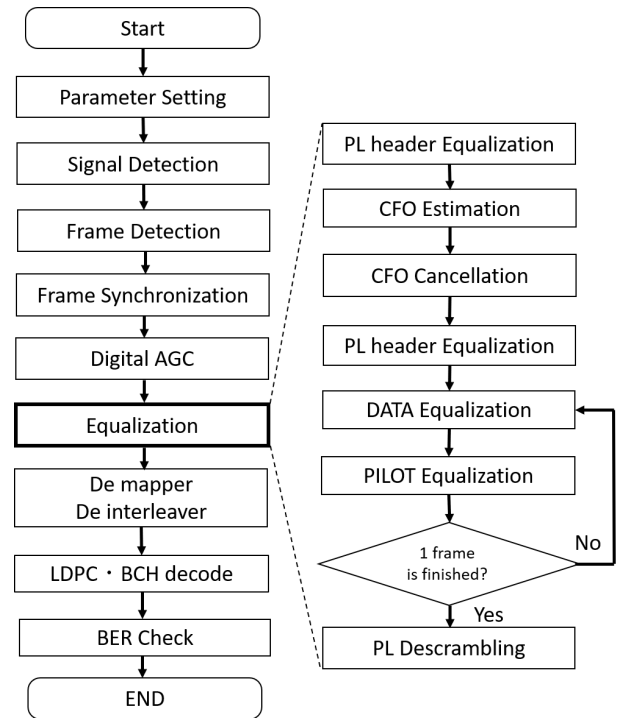 Start
Parameter Setting
Signal Detection
Frame Detection
Frame Synchronization
Digital AGC
Equalization
De mapper
De interleaver
LDPC・BCH decode
BER Check
END
PL header Equalization
CFO Estimation
CFO Cancellation
PL header Equalization
DATA Equalization
PILOT Equalization
1 frame
is finished?
No
Yes
PL Descrambling